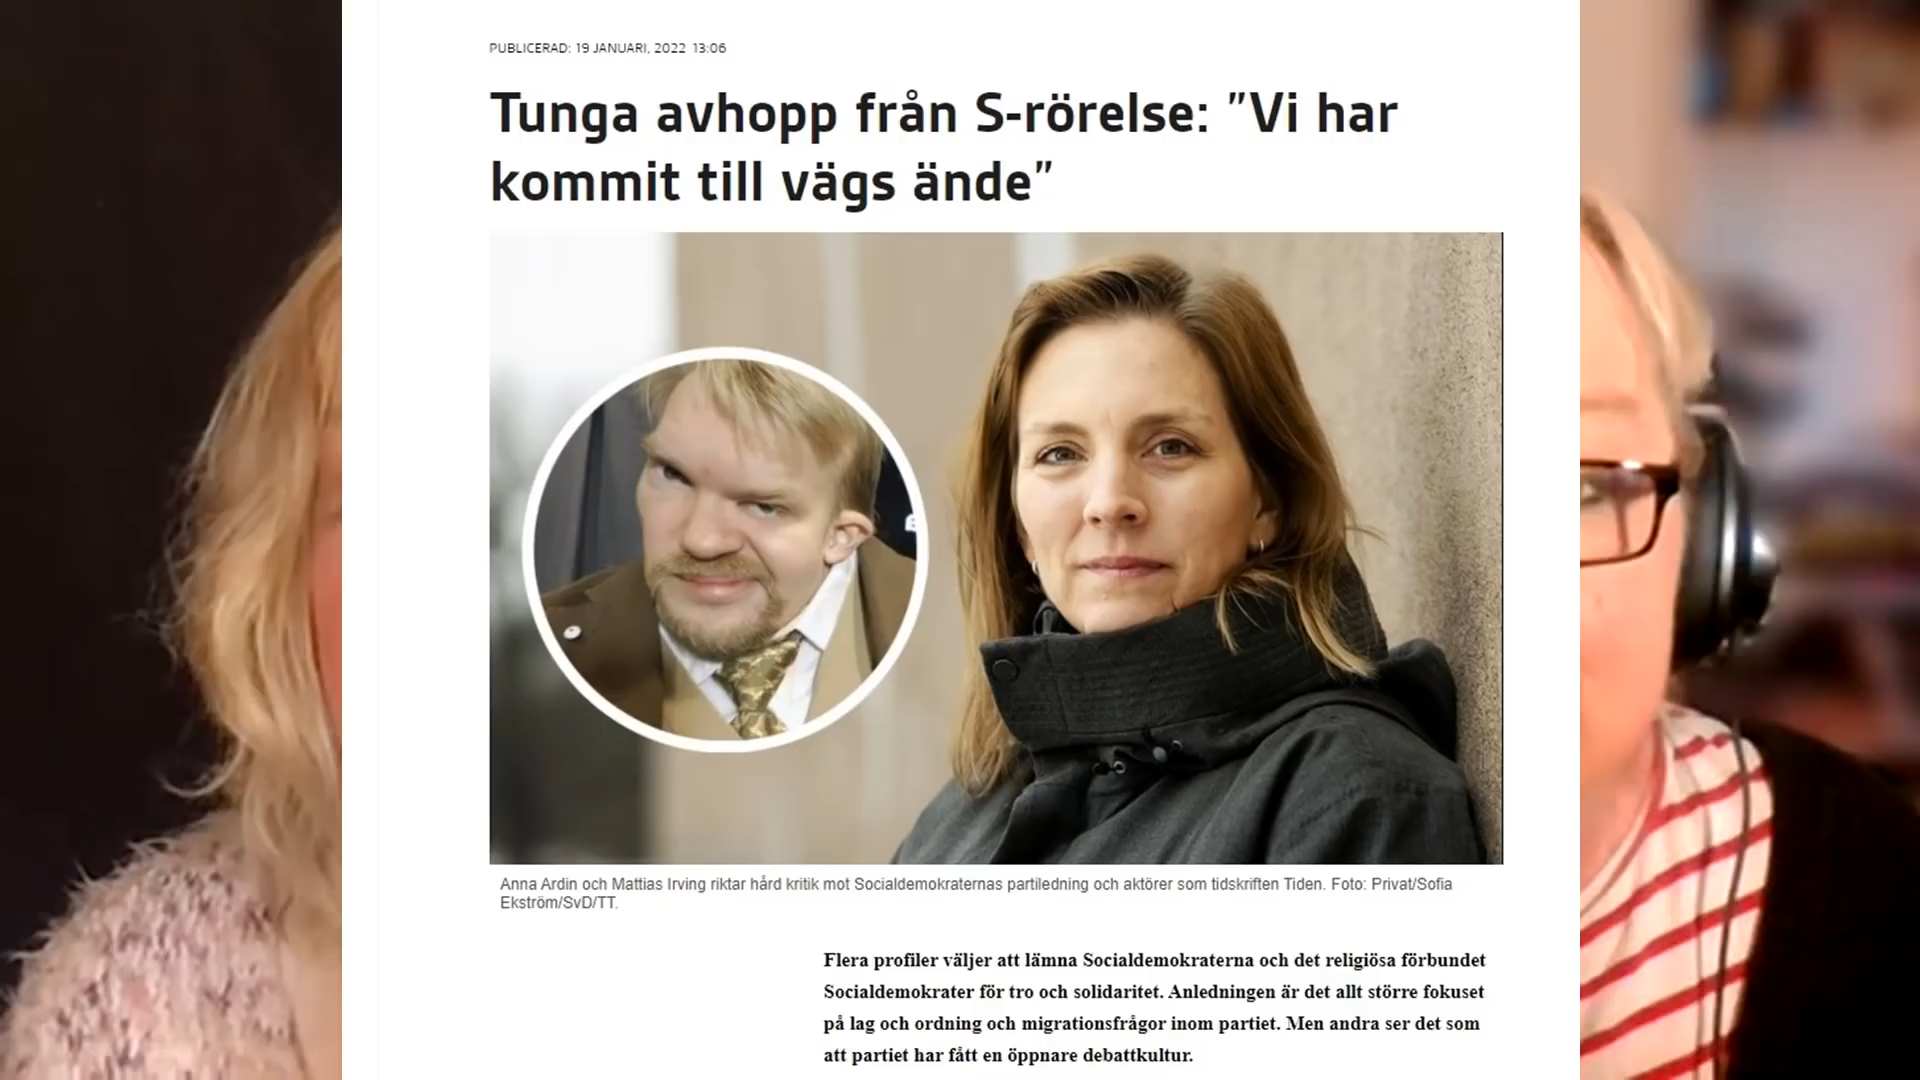 PUBLICERAD: 19 JANUARI, 2022 13:06
Tunga avhopp från S-rörelse: ”Vi har
kommit till vägs ände”
Anna Ardin och Mattias Irving riktar hård kritik mot Socialdemokraternas partiledning och aktörer som tidskriften Tiden. Foto: Privat/Sofia
Ekström/SvD/TT.
Flera profiler väljer att lämna Socialdemokraterna och det religiösa förbundet
Socialdemokrater för tro och solidaritet. Anledningen är det allt större fokuset
på lag och ordning och migrationsfrågor inom partiet. Men andra ser det som
att partiet har fått en öppnare debattkultur.